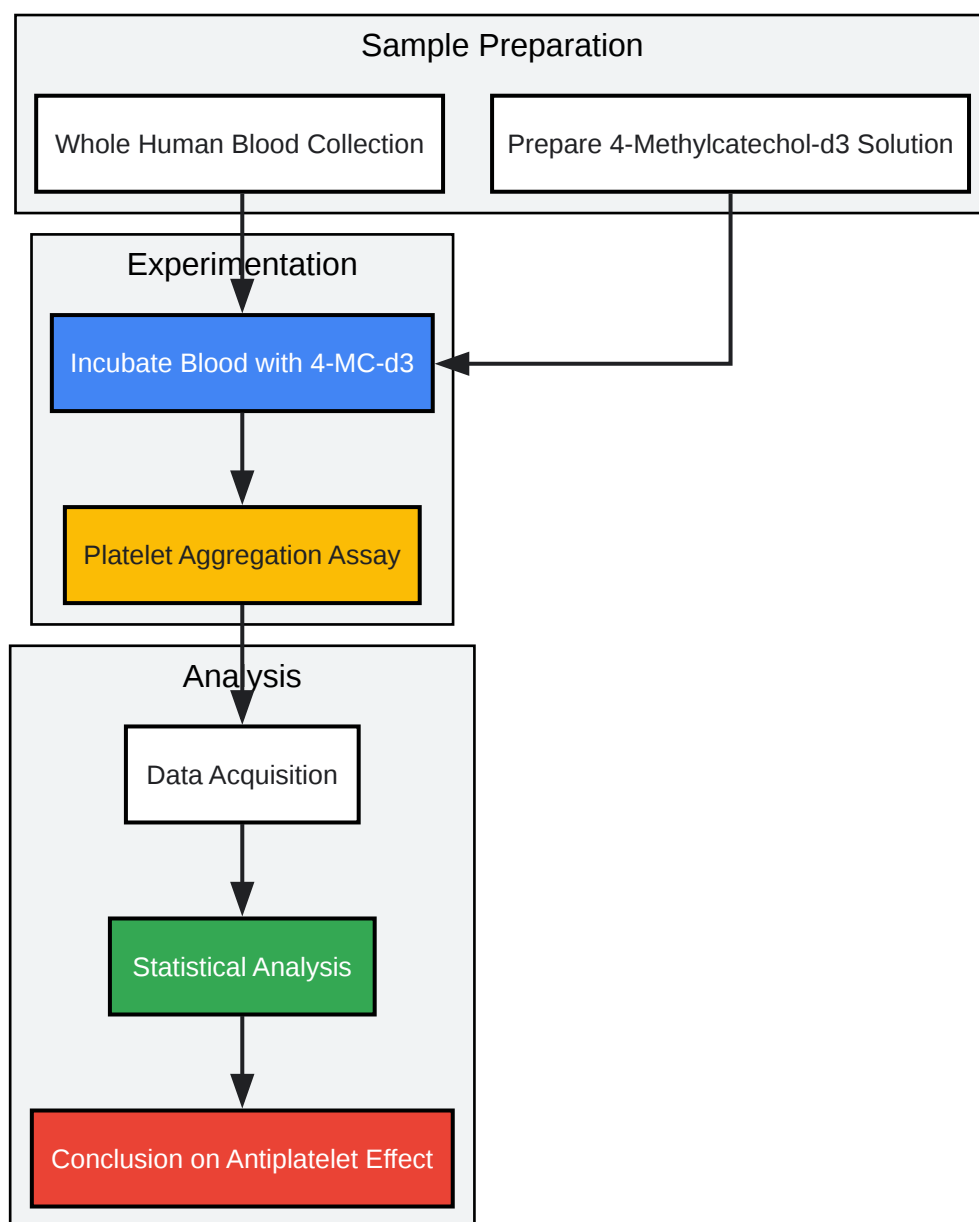 Sample Preparation
Whole Human Blood Collection
Prepare 4-Methylcatechol-d3 Solution
Experimentation
Incubate Blood with 4-MC-d3
Platelet Aggregation Assay
Analysis
Data Acquisition
Statistical Analysis
Conclusion on Antiplatelet Effect